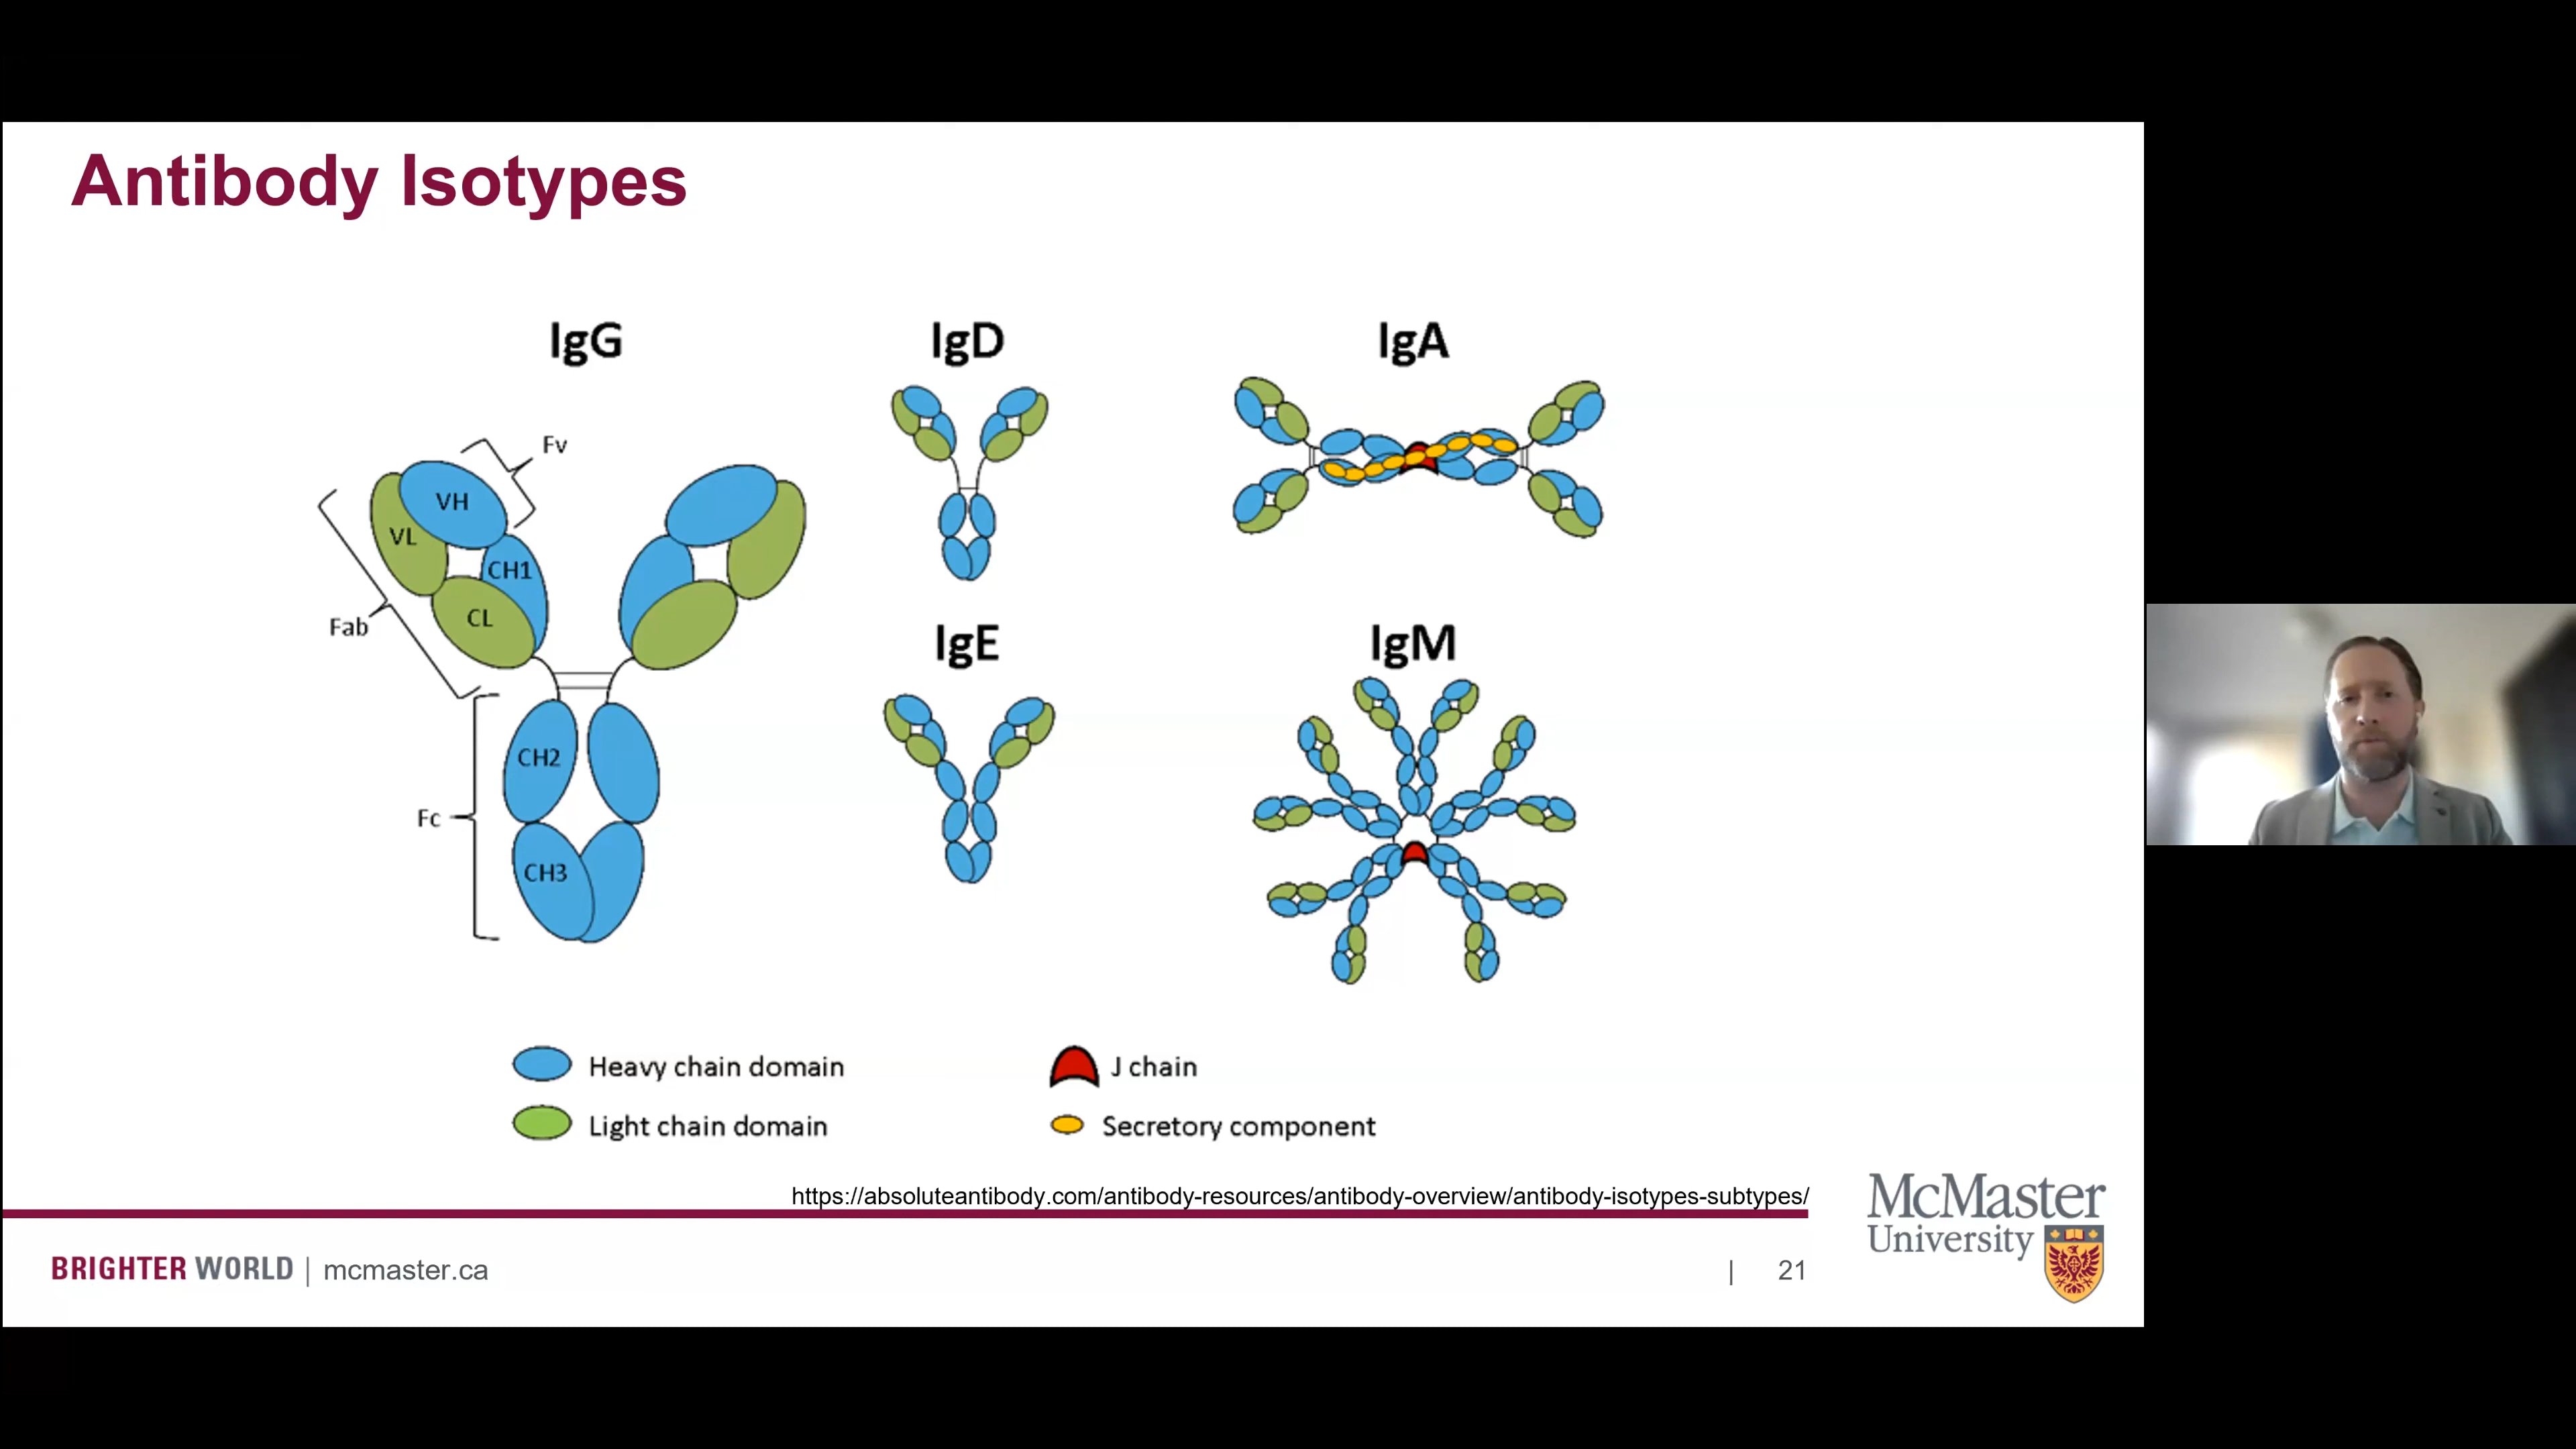 Antibody Isotypes
IgG
IgD
IgA
Fv
VH
VL
CH1
CL
Fab
IgE
IgM
CH2
Fc
CH3
Heavy chain domain
J chain
Light chain domain
Secretory component
https://absoluteantibody.com/antibody-resources/antibody-overview/antibody-isotypes-subtypes/
McMaster
University
BRIGHTER WORLD | mcmaster.ca
| 21